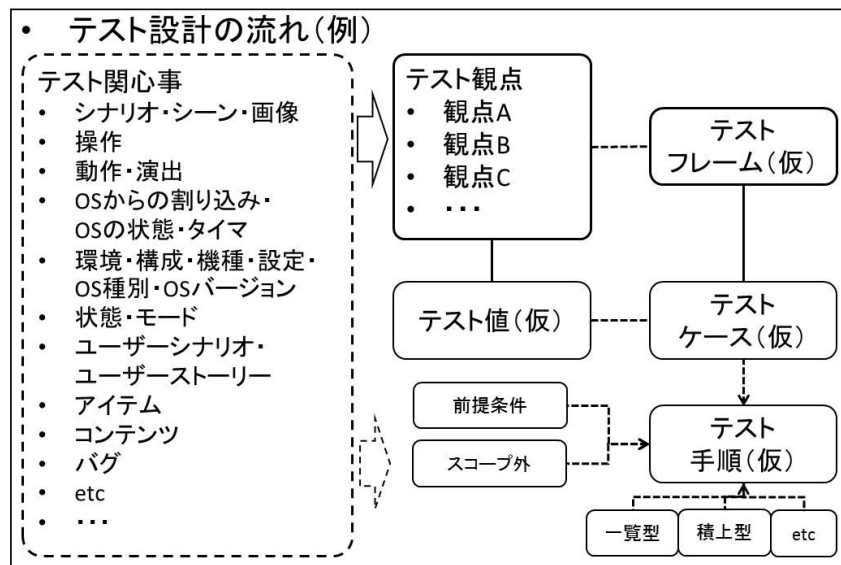 • テスト設計の流れ(例)
テスト関心事
• シナリオ・シーン・画像
• 操作
• 動作・演出
• OSからの割り込み・
OSの状態・タイマ
• 環境・構成・機種・設定・
OS種別・OSバージョン
• 状態・モード
• ユーザーシナリオ・
ユーザーストーリー
• アイテム
• コンテンツ
• バグ
• etc
• ・・・
テスト観点
• 観点A
• 観点B
• 観点C
• ・・・
テスト
フレーム(仮)
テスト値(仮)
テスト
ケース(仮)
前提条件
スコープ外
テスト
手順(仮)
一覧型
積上型
etc